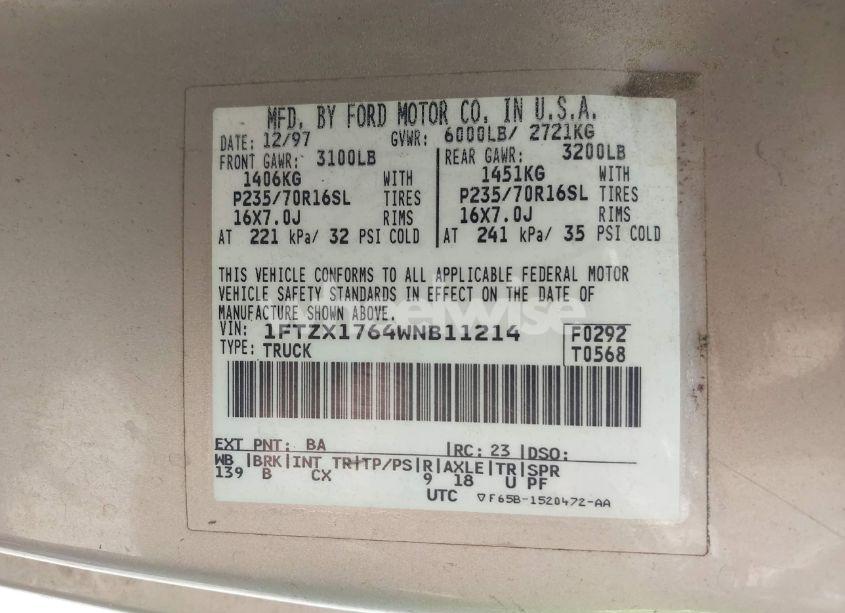 MFD. BY FORD MOTOR CO. IN U.S.A.
DATE: 12/97 GVWR: 6000LB/ 2721KG
FRONT GAWR: 3100LB REAR GAWR: 3200LB
1406KG WITH 1451KG WITH
P235/70R16SL TIRES P235/70R16SL TIRES
16X7.0J RIMS 16X7.0J RIMS
AT 221 kPa/ 32 PSI COLD AT 241 kPa/ 35 PSI COLD
THIS VEHICLE CONFORMS TO ALL APPLICABLE FEDERAL MOTOR
VEHICLE SAFETY STANDARDS IN EFFECT ON THE DATE OF
MANUFACTURE SHOWN ABOVE.
VIN: 1FTZX1764WNB11214 F0292
TYPE: TRUCK T0568
EXT PNT: BA RC: 23 DSO:
WB BRK INT TR TP/PS R AXLE TR SPR
139 B CX 9 18 U PF
UTC ▽F65B-1520472-AA